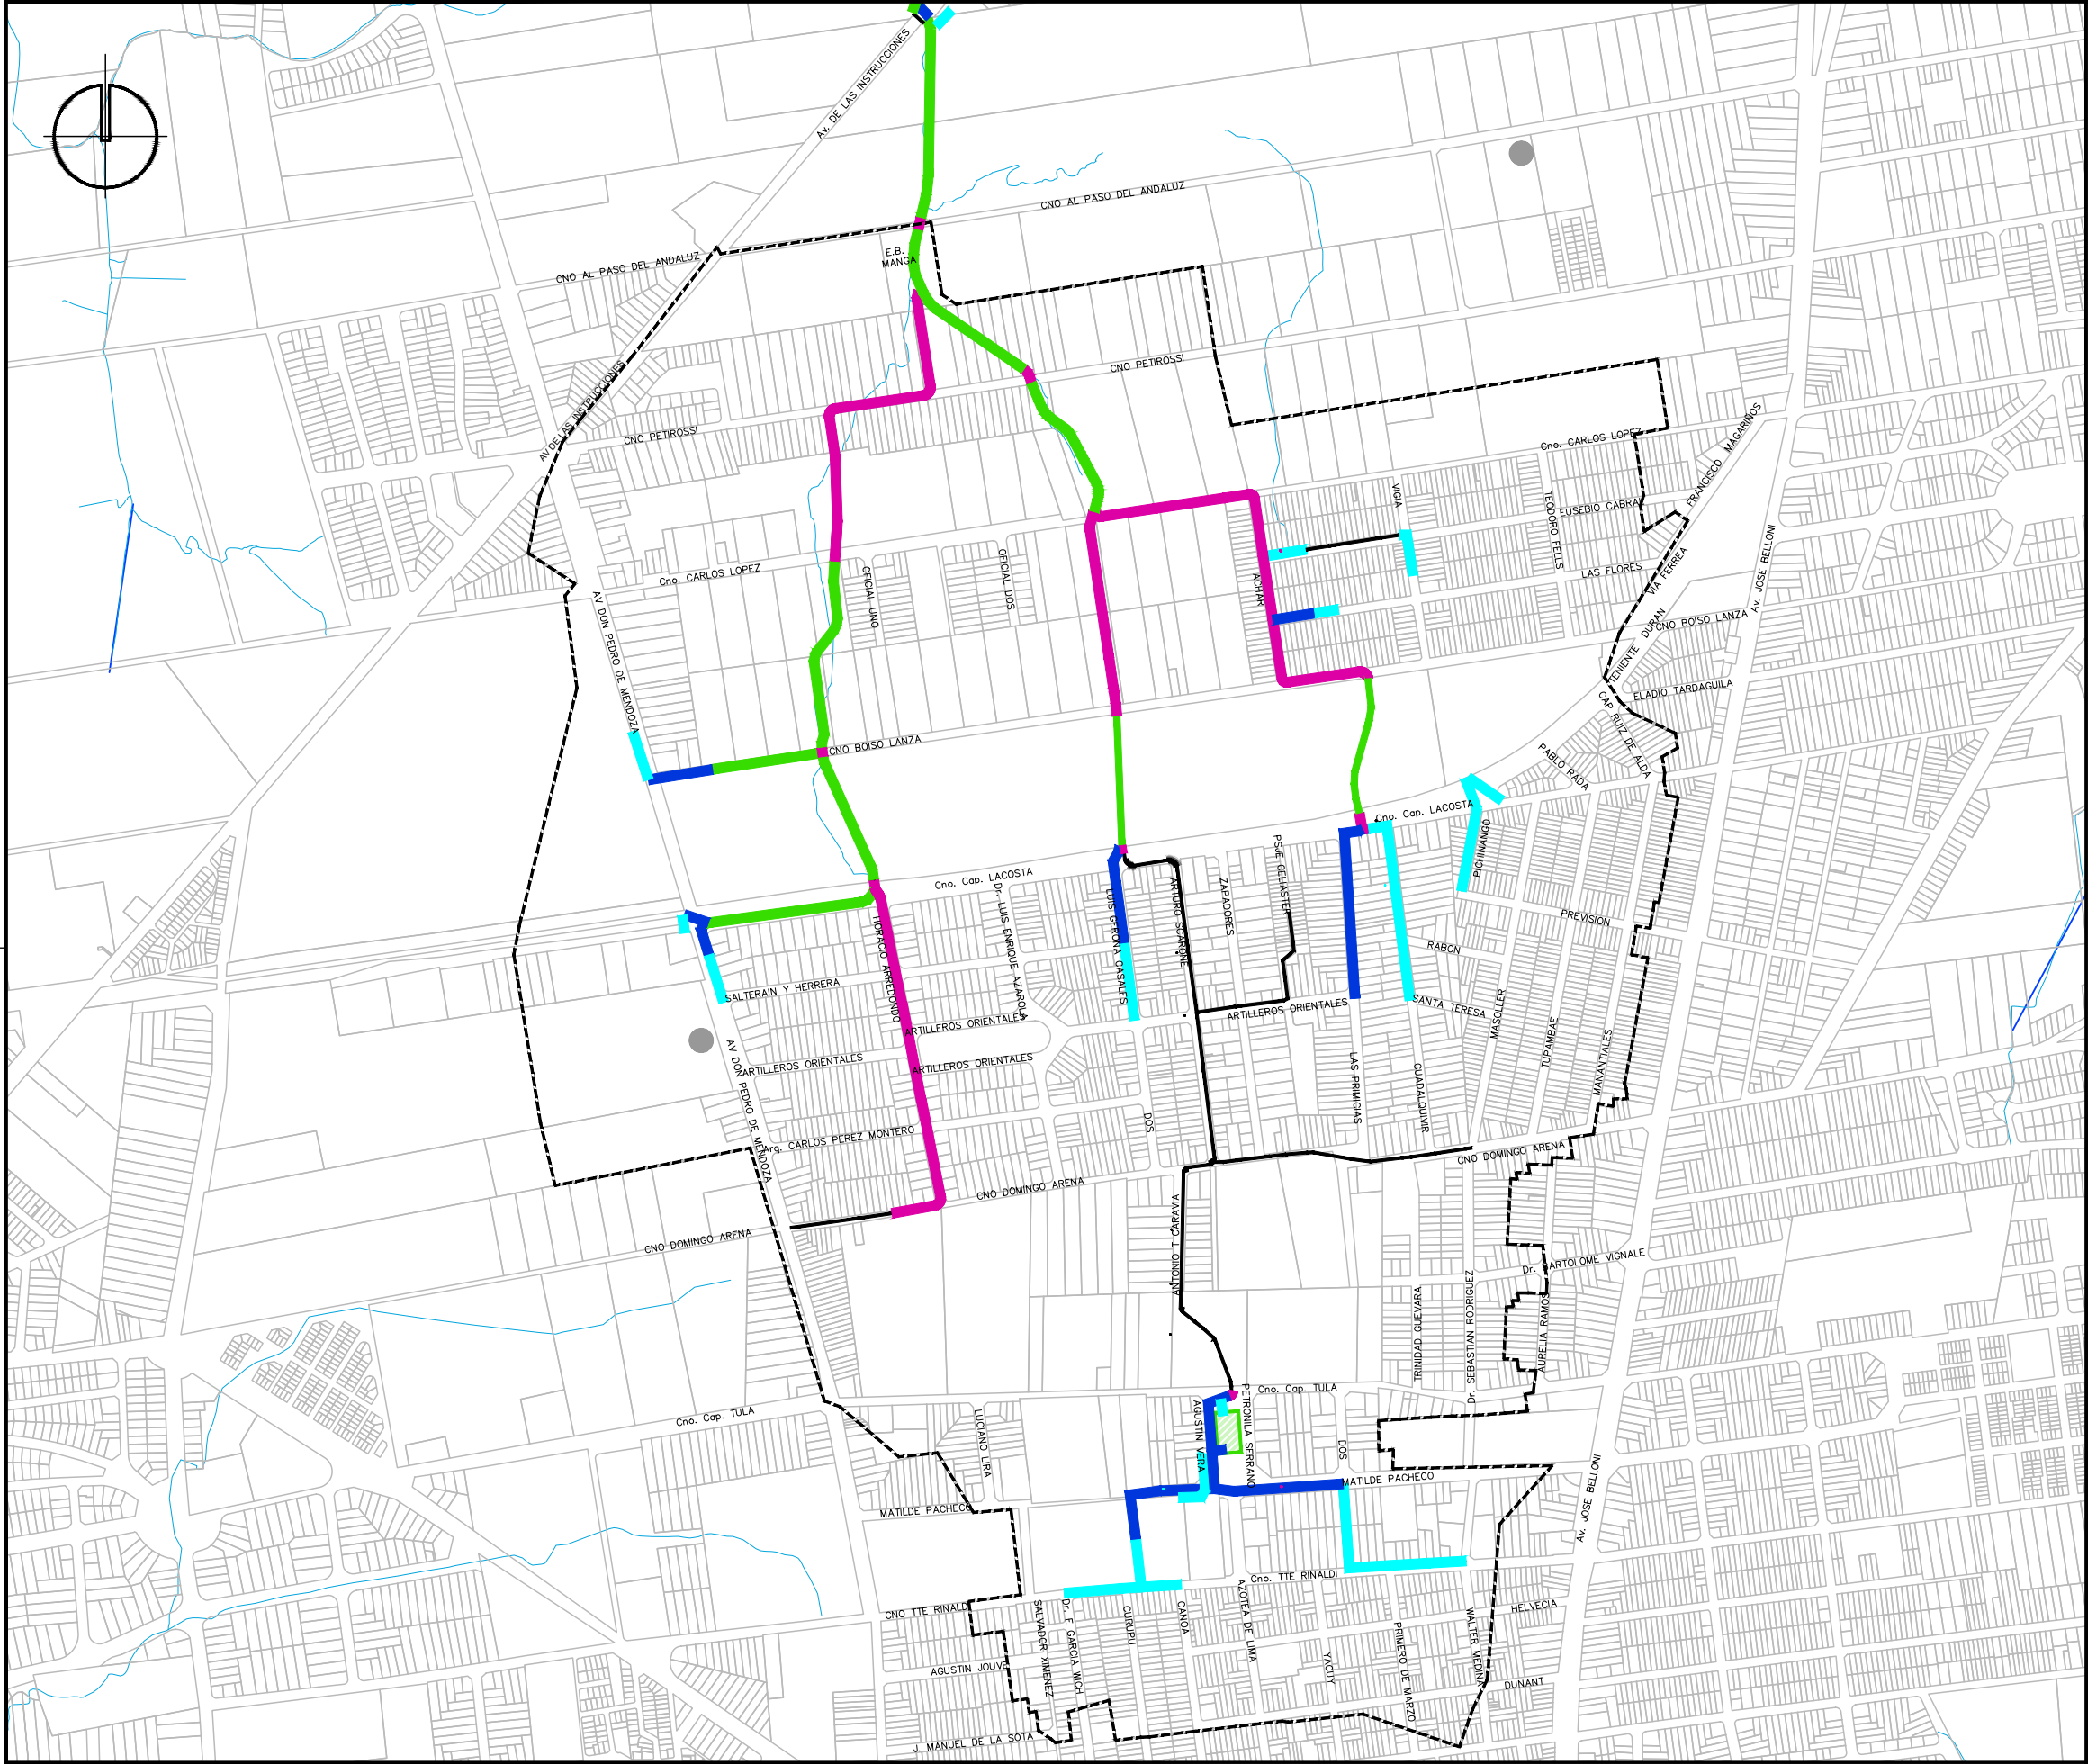 Av. DE LAS INSTRUCCIONES
CNO AL PASO DEL ANDALUZ
E.B.
MANGA
CNO AL PASO DEL ANDALUZ
CNO PETIROSSI
AV DE LAS INSTRUCCIONES
CNO PETIROSSI
Cno. CARLOS LOPEZ
FRANCISCO MAGARIÑOS
VIGIA
TEODORO FELLS
EUSEBIO CABRAL
LAS FLORES
VIA FERREA
Av. JOSE BELLONI
Cno. CARLOS LOPEZ
OFICIAL UNO
OFICIAL DOS
ACHAR
AV DON PEDRO DE MENDOZA
TENIENTE DURAN
CNO BOISO LANZA
ELADIO TARDAGUILA
CAP RUIZ DE ALDA
PABLO RADA
CNO BOISO LANZA
Cno. Cap. LACOSTA
PICHINANGO
Cno. Cap. LACOSTA
Dr. LUIS ENRIQUE AZAROLA
HORACIO ARREDONDO
LUIS GERONA CASALES
ARTURO SCARONE
ZAPADORES
PSJE CELIASTER
PREVISION
RABON
SALTERAIN Y HERRERA
SANTA TERESA
MASOLLER
TUPAMBAE
MANANTIALES
ARTILLEROS ORIENTALES
ARTILLEROS ORIENTALES
ARTILLEROS ORIENTALES
ARTILLEROS ORIENTALES
AV DON PEDRO DE MENDOZA
LAS PRIMICIAS
GUADALQUIVIR
DOS
Arq. CARLOS PEREZ MONTERO
CNO DOMINGO ARENA
CNO DOMINGO ARENA
CNO DOMINGO ARENA
ANTONIO T CARAVIA
Dr. BARTOLOME VIGNALE
TRINIDAD GUEVARA
Dr. SEBASTIAN RODRIGUEZ
AURELIA RAMOS
Cno. Cap. TULA
Cno. Cap. TULA
LUCIANO LIRA
AGUSTIN VERA
PETRONILA SERRANO
DOS
MATILDE PACHECO
MATILDE PACHECO
Av. JOSE BELLONI
Cno. TTE RINALDI
CNO TTE RINALDI
SALVADOR XIMENEZ
Dr. E GARCIA WICH
CURUPU
CANOA
AZOTEA DE LIMA
YACUY
PRIMERO DE MARZO
WALTER MEDINA
HELVECIA
DUNANT
AGUSTIN JOUVE
J. MANUEL DE LA SOTA